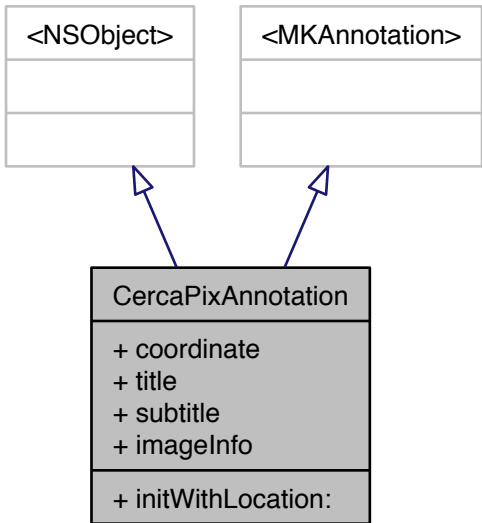 <NSObject>
<MKAnnotation>
CercaPixAnnotation
+ coordinate
+ title
+ subtitle
+ imageInfo
+ initWithLocation: